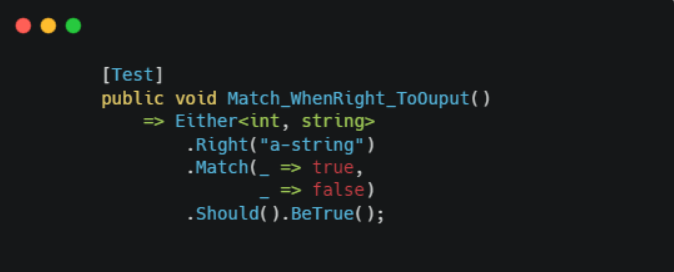 [Test]
public void Match_WhenRight_ToOuput()
=> Either<int, string>
.Right("a-string")
.Match(_ => true,
_ => false)
.Should().BeTrue();